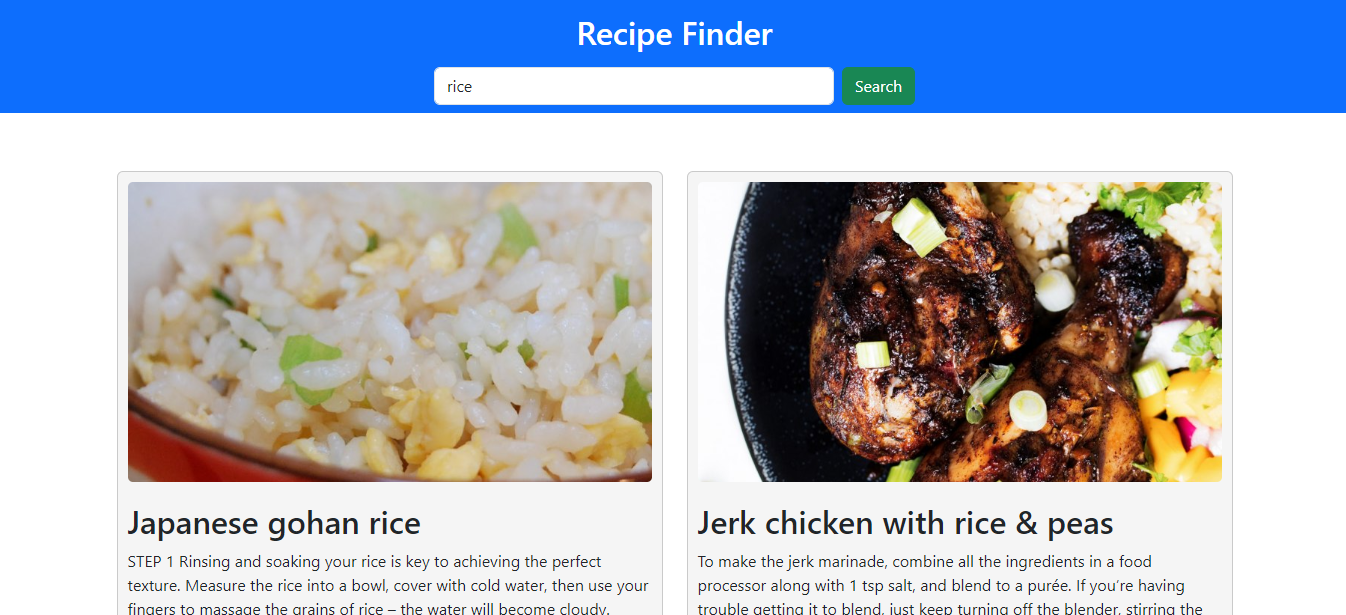 Recipe Finder
rice
Search
Japanese gohan rice
STEP 1 Rinsing and soaking your rice is key to achieving the perfect
texture. Measure the rice into a bowl, cover with cold water, then use your
fingers to massage the grains of rice – the water will become cloudy.
Jerk chicken with rice & peas
To make the jerk marinade, combine all the ingredients in a food
processor along with 1 tsp salt, and blend to a purée. If you’re having
trouble getting it to blend, just keep turning off the blender, stirring the